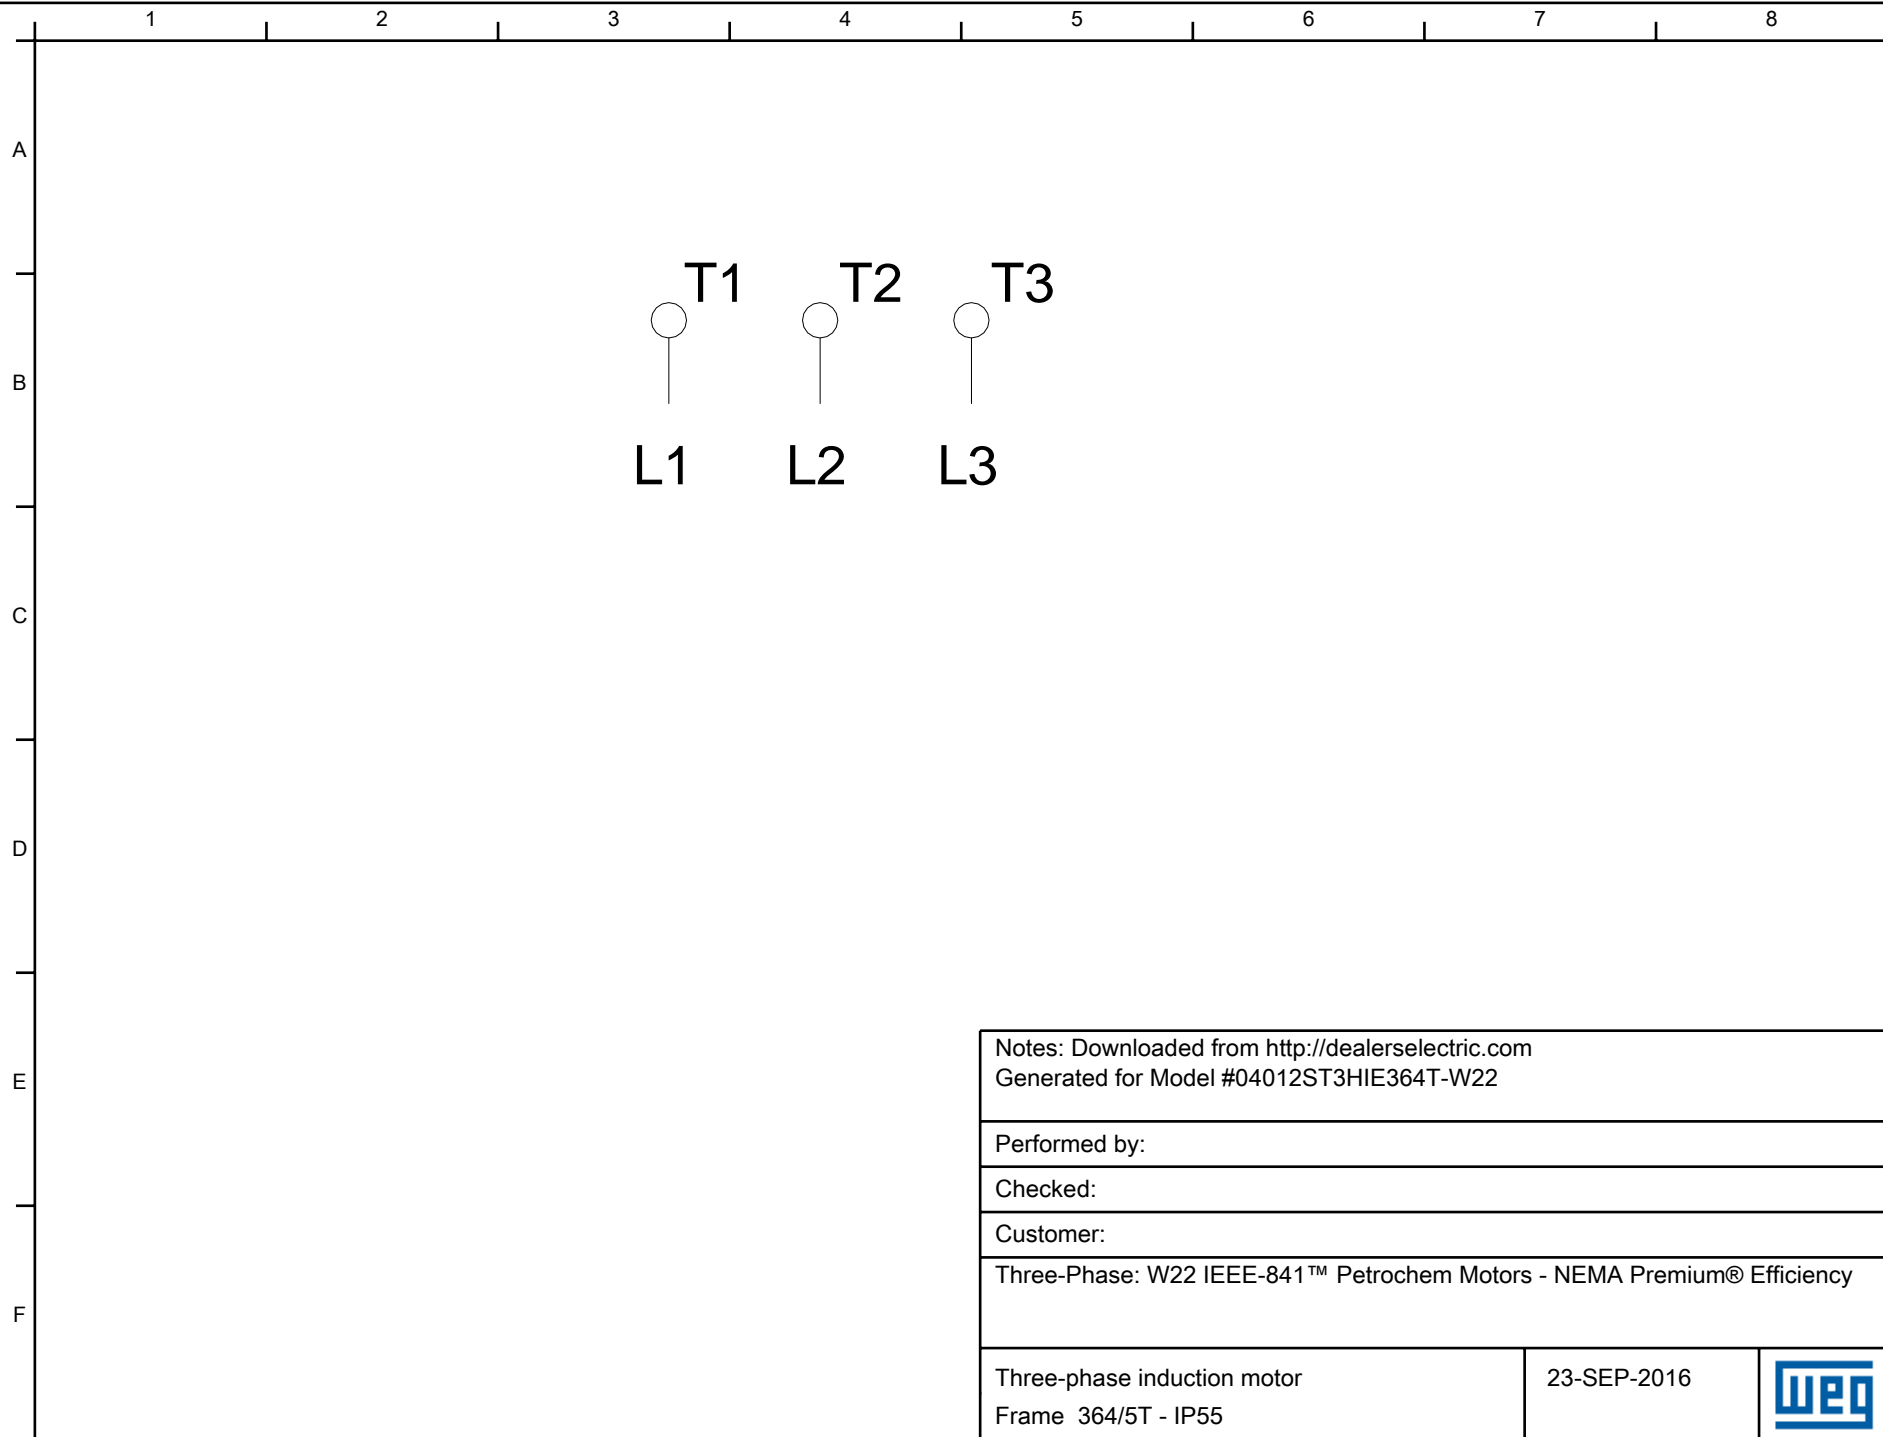 1 2 3 4 5 6 7 8
A
T1 T2 T3
B
L1 L2 L3
C
D
E
Notes: Downloaded from http://dealerselectric.com
Generated for Model #04012ST3HIE364T-W22
Performed by:
Checked:
Customer:
Three-Phase: W22 IEEE-841™ Petrochem Motors - NEMA Premium® Efficiency
F
Three-phase induction motor
Frame 364/5T - IP55
23-SEP-2016
weg